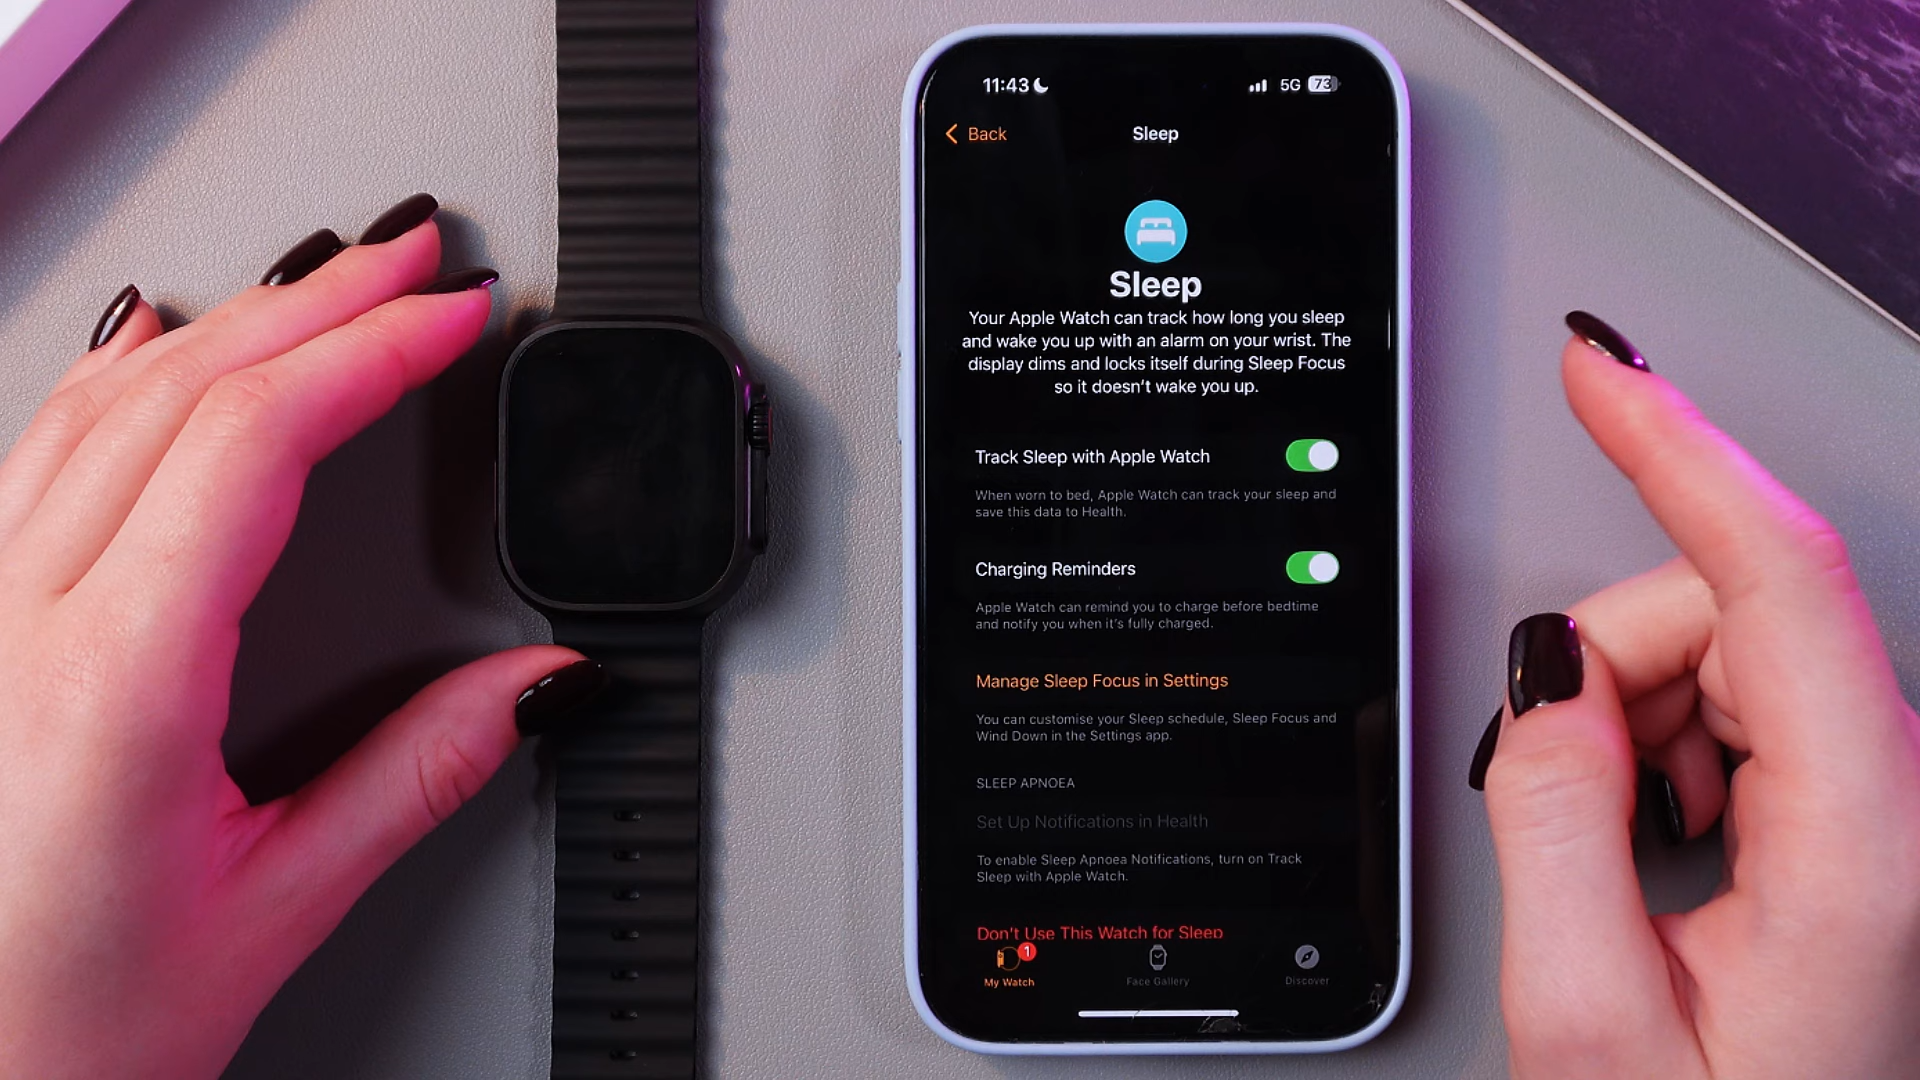 11:43
5G 73
Back
Sleep
Sleep
Your Apple Watch can track how long you sleep
and wake you up with an alarm on your wrist. The
display dims and locks itself during Sleep Focus
so it doesn't wake you up.
Track Sleep with Apple Watch
When worn to bed, Apple Watch can track your sleep and
save this data to Health.
Charging Reminders
Apple Watch can remind you to charge before bedtime
and notify you when it's fully charged.
Manage Sleep Focus in Settings
You can customise your Sleep schedule, Sleep Focus and
Wind Down in the Settings app.
SLEEP APNOEA
Set Up Notifications in Health
To enable Sleep Apnoea Notifications, turn on Track
Sleep with Apple Watch.
Don't Use This Watch for Sleep
1
My Watch
Face Gallery
Discover